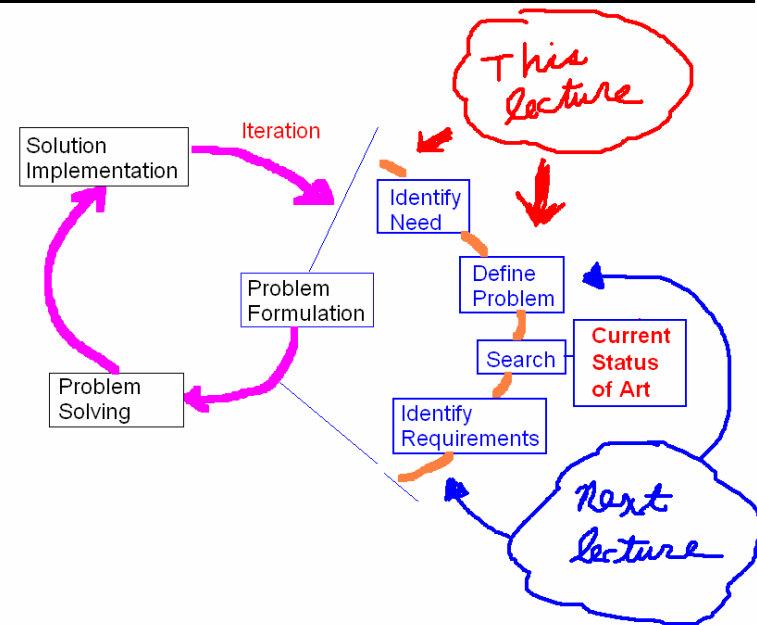 This
lecture
Iteration
Solution
Implementation
Identify
Need
Define
Problem
Problem
Formulation
Current
Status
of Art
Search
Problem
Solving
Identify
Requirements
Next
lecture